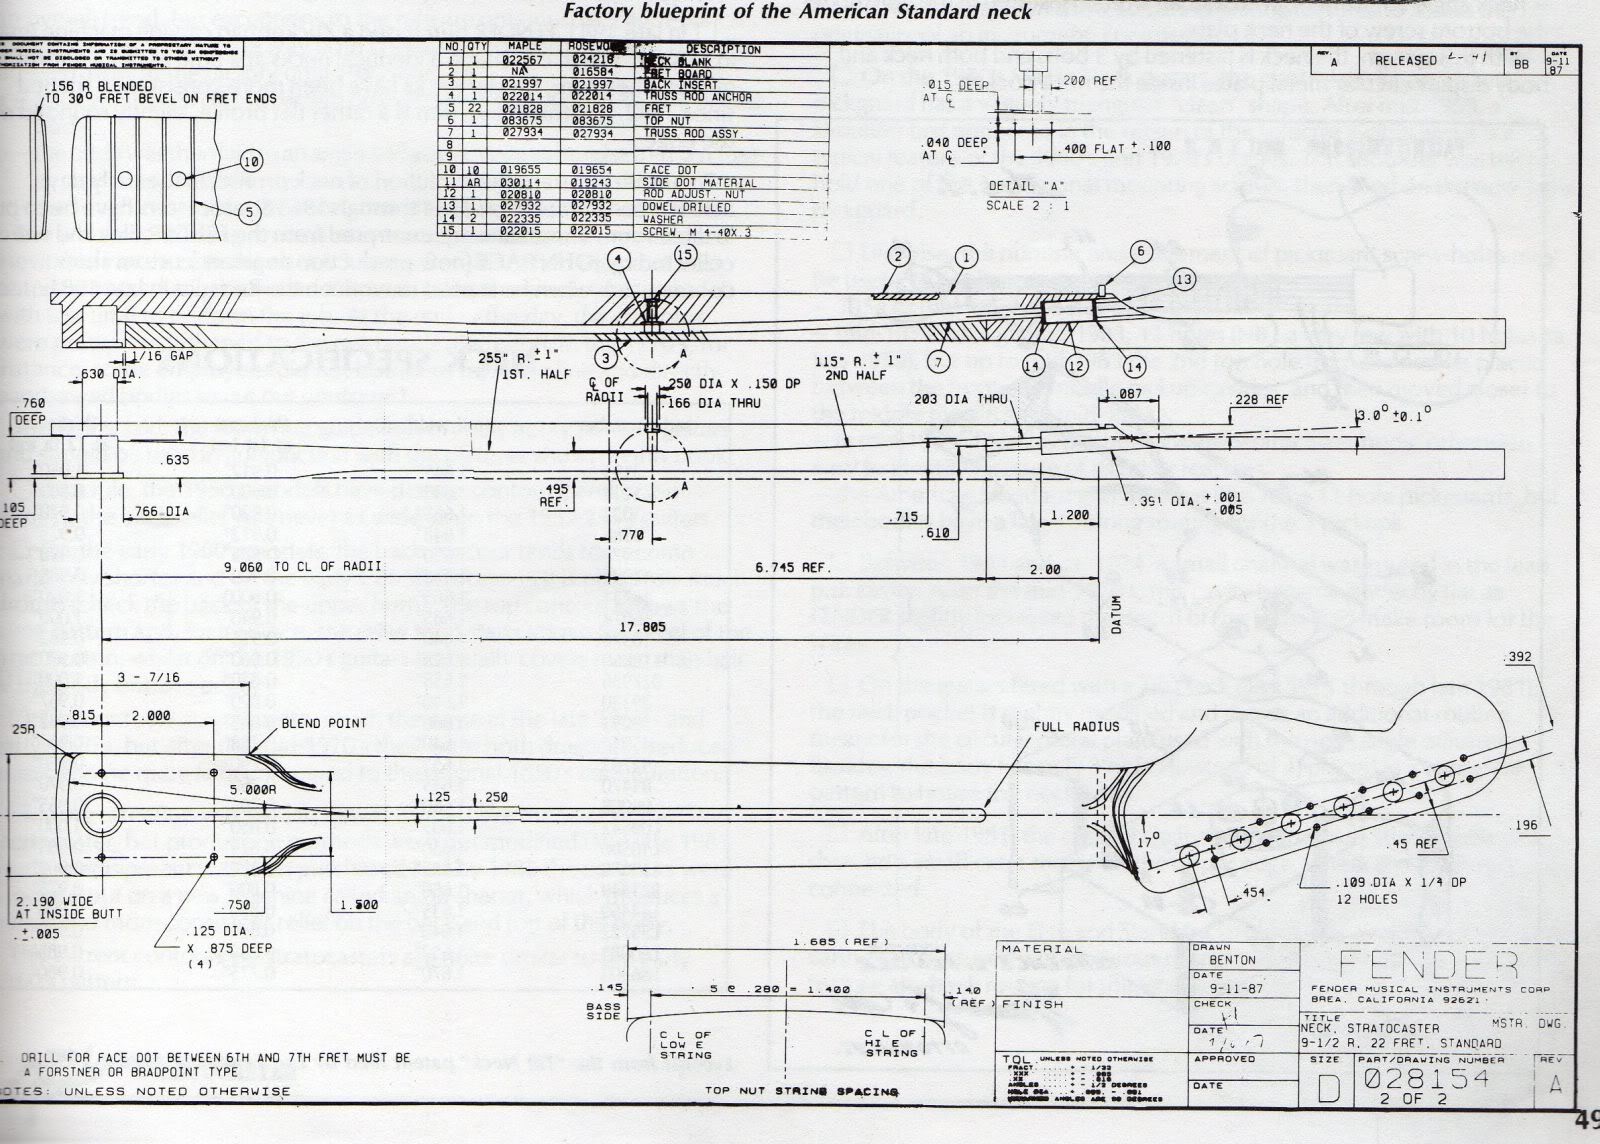 Factory blueprint of the American Standard neck
DOCUMENT CONTAINS INFORMATION OF A PROPRIETARY NATURE TO
MUSICAL INSTRUMENTS AND IS SUBMITTED TO YOU IN CONFIDENCE
SHALL NOT BE DISCLOSED OR TRANSMITTED TO OTHERS WITHOUT
FENDER MUSICAL INSTRUMENTS.
REV. A RELEASED BY BB DATE 9-11 87
NO. QTY MAPLE ROSEWOOD DESCRIPTION
1 1 022567 024218 NECK BLANK
2 1 NA 016584 FRET BOARD
3 1 021997 021997 BACK INSERT
4 1 022014 022014 TRUSS ROD ANCHOR
5 22 021828 021828 FRET
6 1 083675 083675 TOP NUT
7 1 027934 027934 TRUSS ROD ASSY.
8
9
10 10 019655 019654 FACE DOT
11 AR 030114 019243 SIDE DOT MATERIAL
12 1 020810 020810 ROD ADJUST. NUT
13 1 027932 027932 DOWEL, DRILLED
14 2 022335 022335 WASHER
15 1 022015 022015 SCREW, M 4-40X.3
.156 R BLENDED
TO 30° FRET BEVEL ON FRET ENDS
10
5
.015 DEEP
AT ℄
.200 REF
.040 DEEP
AT ℄
.400 FLAT ± .100
DETAIL "A"
SCALE 2 : 1
4
15
2
1
6
13
3
A
7
14
12
14
1/16 GAP
.630 DIA.
255" R. ± 1"
1ST. HALF
115" R. ± 1"
2ND HALF
℄ OF
RADII
.250 DIA X .150 DP
.166 DIA THRU
.203 DIA THRU
1.087
.228 REF
3.0° ±0.1°
.760
DEEP
.635
.105
DEEP
.766 DIA
.495
REF.
A
.770
.715
.610
1.200
.391 DIA. +.001
-.005
9.060 TO CL OF RADII
6.745 REF.
2.00
17.805
DATUM
3 - 7/16
.815
2.000
25R
BLEND POINT
5.000R
.125
.250
FULL RADIUS
.392
.196
17°
.45 REF
.454
.109 DIA X 1/4 DP
12 HOLES
2.190 WIDE
AT INSIDE BUTT
± .005
.750
1.500
.125 DIA.
X .875 DEEP
(4)
1.685 (REF)
.145
BASS
SIDE
5 @ .280 = 1.400
.140
(REF)
C L OF
LOW E
STRING
C L OF
HI E
STRING
TOP NUT STRING SPACING
DRILL FOR FACE DOT BETWEEN 6TH AND 7TH FRET MUST BE
A FORSTNER OR BRADPOINT TYPE
NOTES: UNLESS NOTED OTHERWISE
MATERIAL
FINISH
TOL. UNLESS NOTED OTHERWISE
DRAWN
BENTON
DATE
9-11-87
CHECK
DATE
APPROVED
DATE
FENDER
FENDER MUSICAL INSTRUMENTS CORP
BREA, CALIFORNIA 92621
TITLE
NECK, STRATOCASTER MSTR. DWG.
9-1/2 R, 22 FRET, STANDARD
SIZE PART/DRAWING NUMBER REV
D 028154 A
2 OF 2
49